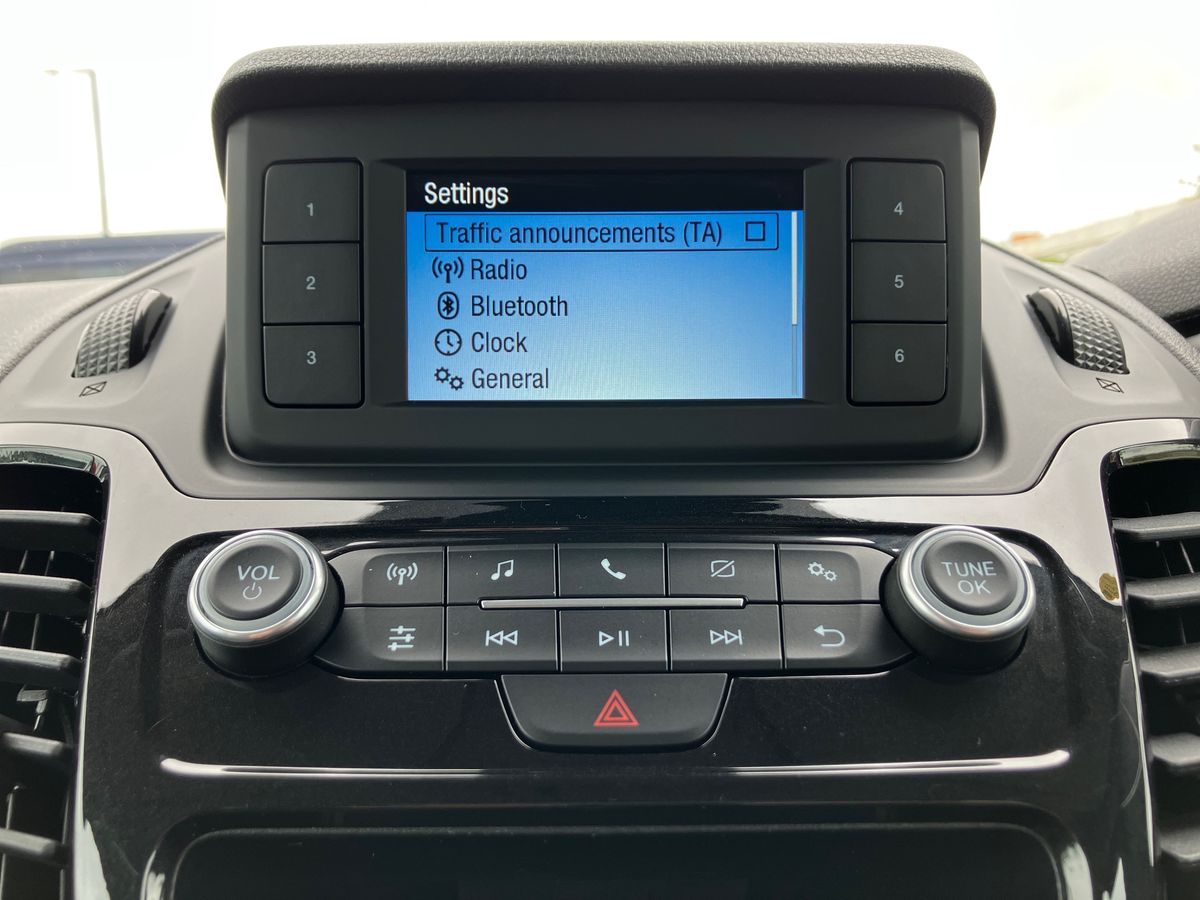 Settings
Traffic announcements (TA)
Radio
Bluetooth
Clock
General
1
2
3
4
5
6
VOL
TUNE
OK